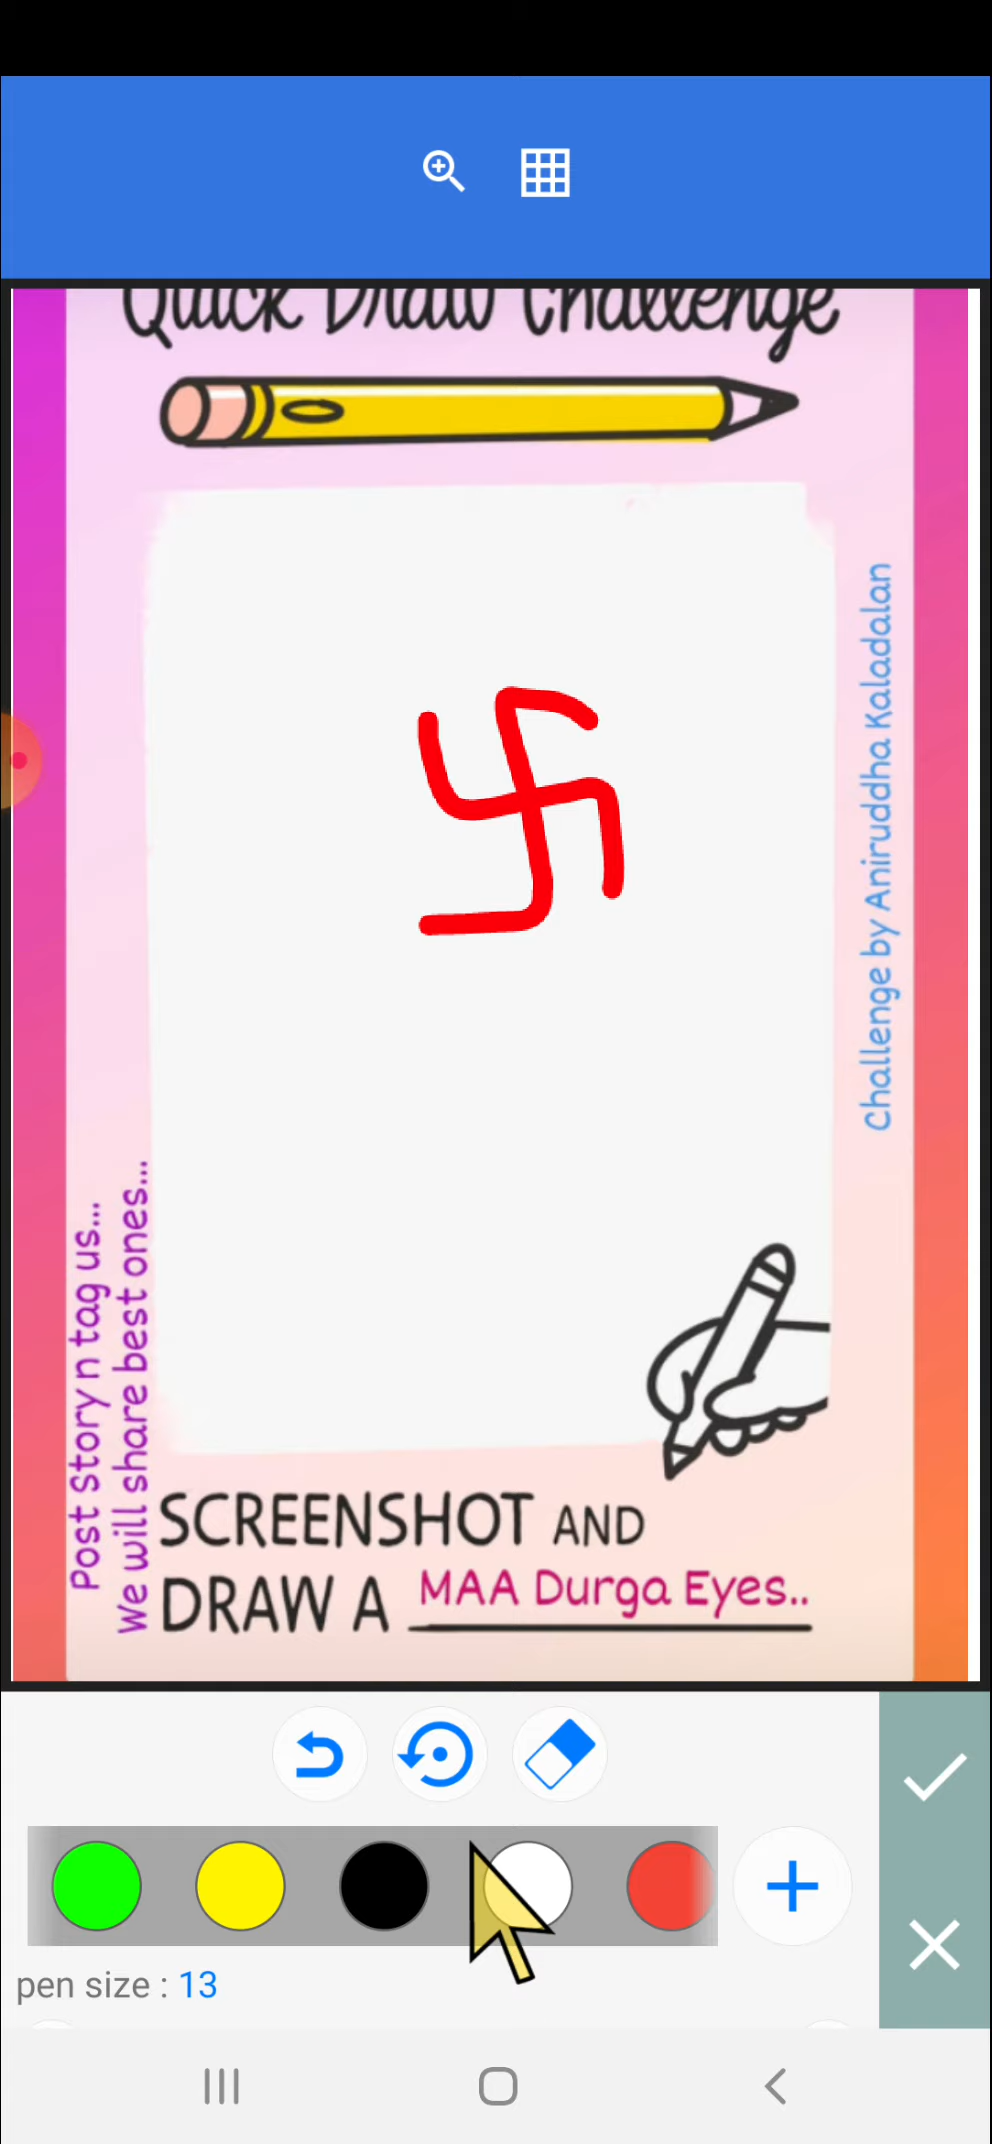 Quick Draw Challenge
Challenge by Aniruddha Kaladalan
Post Story n tag us...
We will share best ones...
SCREENSHOT AND
DRAW A MAA Durga Eyes..
pen size : 13